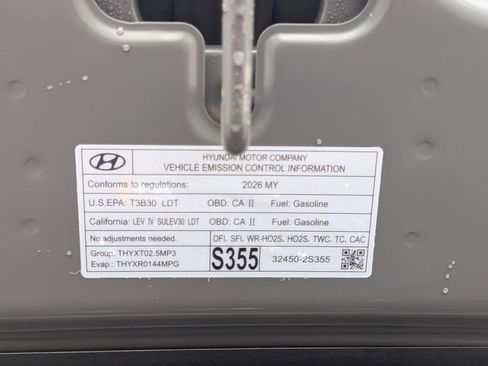 HYUNDAI MOTOR COMPANY
VEHICLE EMISSION CONTROL INFORMATION
Conforms to regulations: 2026 MY
U.S.EPA: T3B30 LDT OBD: CA II Fuel: Gasoline
California: LEV IV SULEV30 LDT OBD: CA II Fuel: Gasoline
No adjustments needed. DFI, SFI, WR-HO2S, HO2S, TWC, TC, CAC
Group: THYXT02.5MP3
Evap.: THYXR0144MPG
S355
32450-2S355